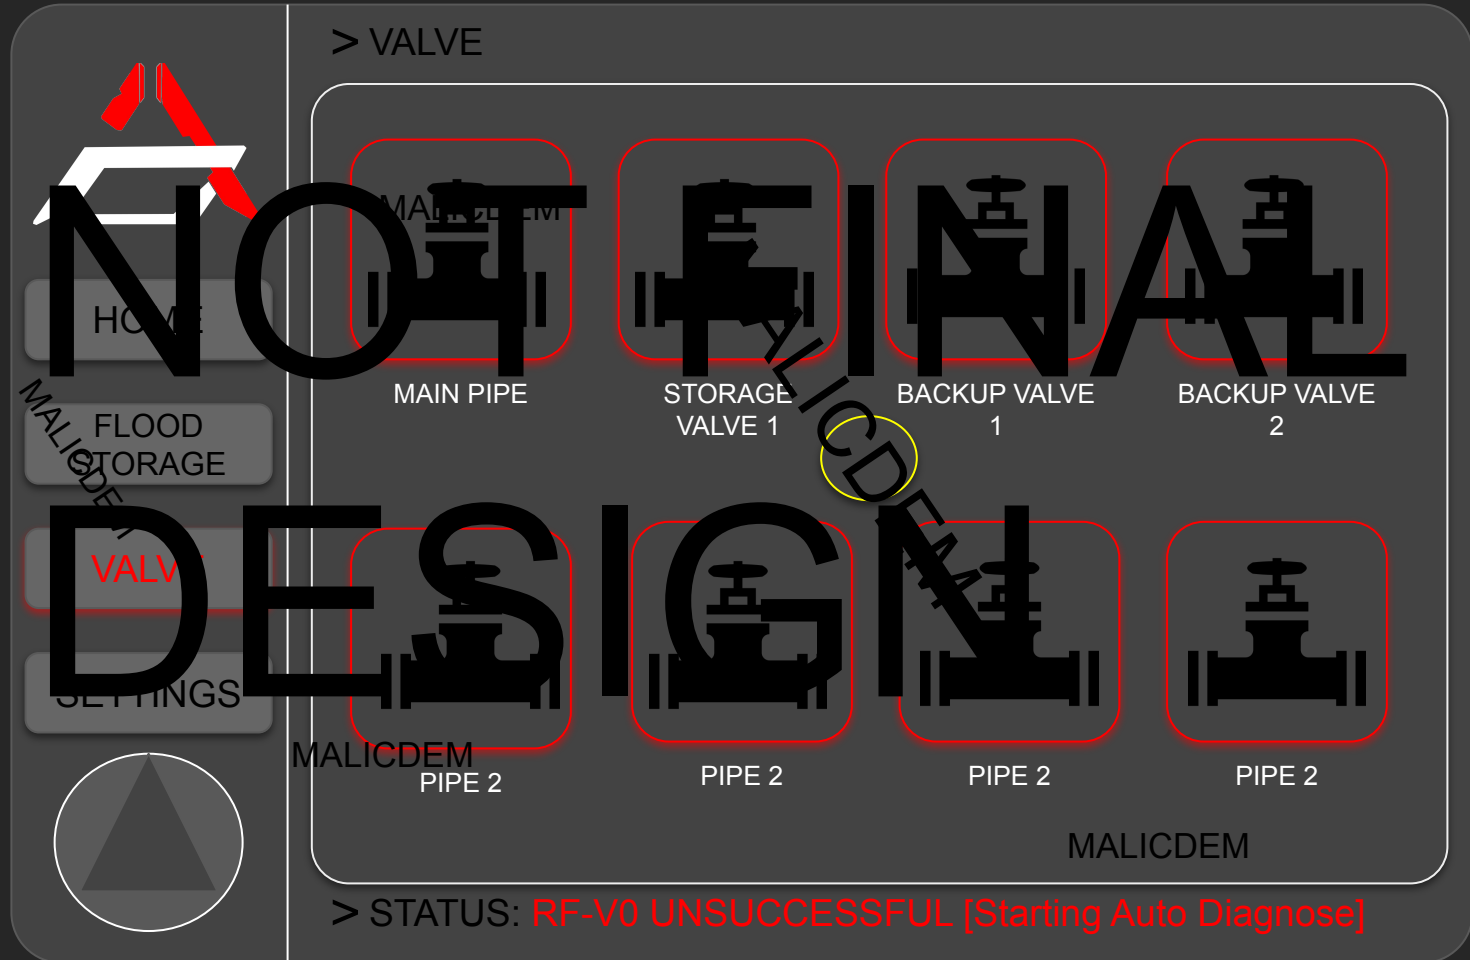 > VALVE
MALICDEM
NOT FINAL
HOME
MAIN PIPE
STORAGE
VALVE 1
BACKUP VALVE
1
BACKUP VALVE
2
MALICDEM
FLOOD
STORAGE
MALICDEM
DESIGN
VALVE
SETTINGS
MALICDEM
PIPE 2
PIPE 2
PIPE 2
PIPE 2
MALICDEM
> STATUS: RF-V0 UNSUCCESSFUL [Starting Auto Diagnose]